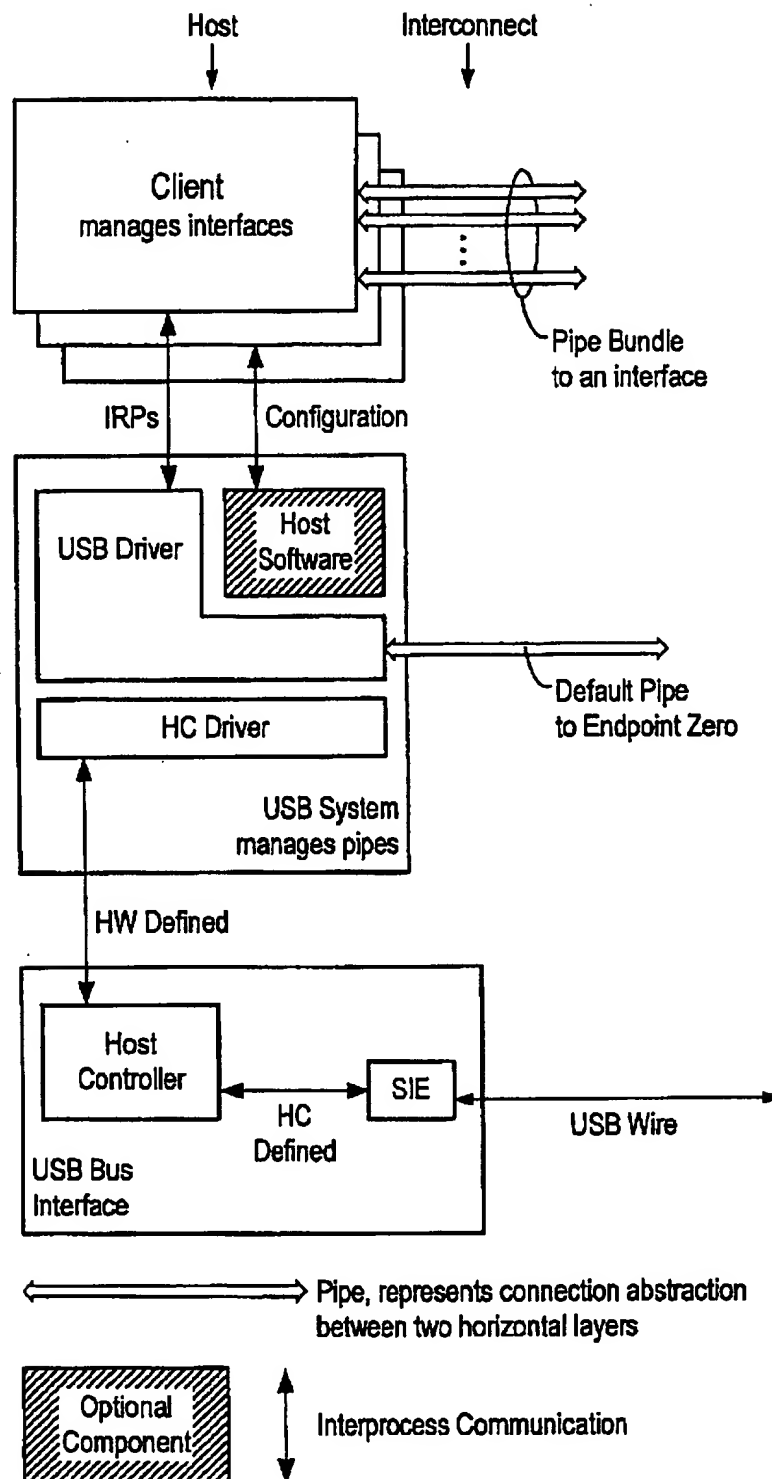 Host
Interconnect
Client
manages interfaces
Pipe Bundle
to an interface
IRPs
Configuration
USB Driver
Host
Software
Default Pipe
to Endpoint Zero
HC Driver
USB System
manages pipes
HW Defined
Host
Controller
SIE
HC
Defined
USB Wire
USB Bus
Interface
Pipe, represents connection abstraction
between two horizontal layers
Optional
Component
Interprocess Communication